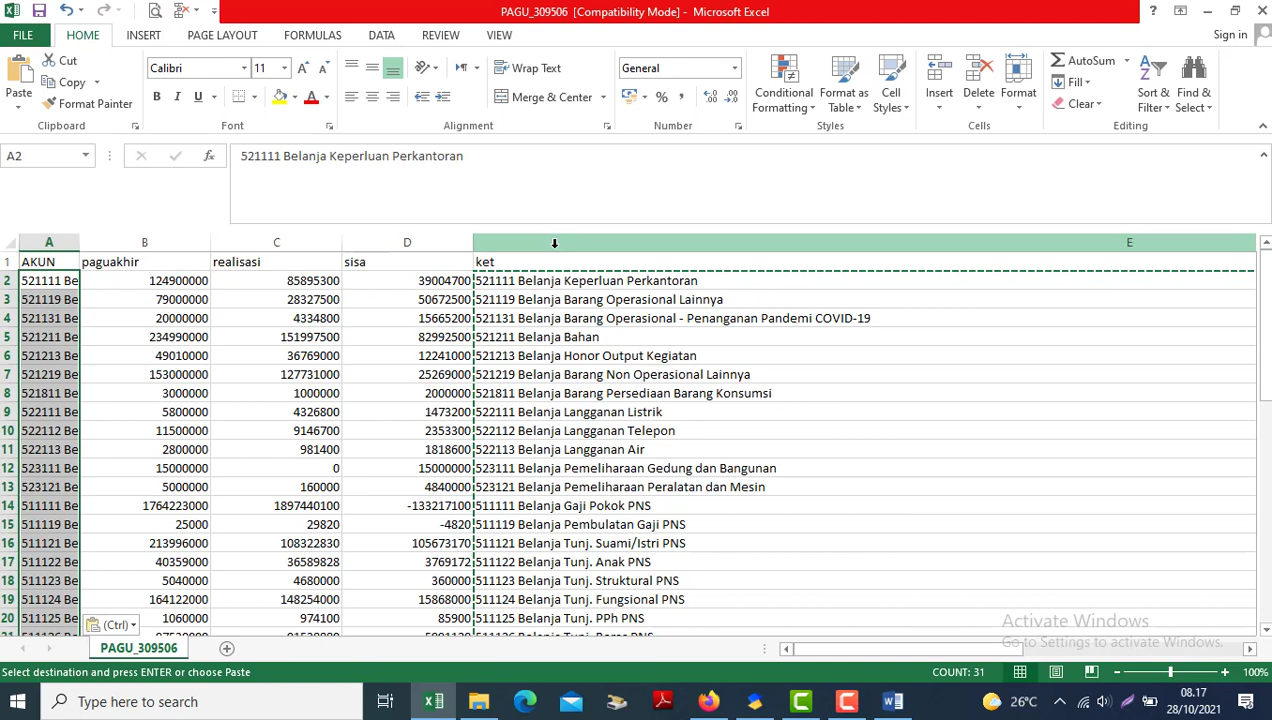 PAGU_309506 [Compatibility Mode] - Microsoft Excel
FILE HOME INSERT PAGE LAYOUT FORMULAS DATA REVIEW VIEW Sign in
Paste
Cut
Copy
Format Painter
Clipboard
Calibri 11
B I U A
Font
Wrap Text
Merge & Center
Alignment
General
%
Number
Conditional Formatting
Format as Table
Cell Styles
Styles
Insert Delete Format
Cells
AutoSum
Fill
Clear
Sort & Filter
Find & Select
Editing
A2 fx 521111 Belanja Keperluan Perkantoran
A B C D E
1 AKUN paguakhir realisasi sisa ket
2 521111 Be 124900000 85895300 39004700 521111 Belanja Keperluan Perkantoran
3 521119 Be 79000000 28327500 50672500 521119 Belanja Barang Operasional Lainnya
4 521131 Be 20000000 4334800 15665200 521131 Belanja Barang Operasional - Penanganan Pandemi COVID-19
5 521211 Be 234990000 151997500 82992500 521211 Belanja Bahan
6 521213 Be 49010000 36769000 12241000 521213 Belanja Honor Output Kegiatan
7 521219 Be 153000000 127731000 25269000 521219 Belanja Barang Non Operasional Lainnya
8 521811 Be 3000000 1000000 2000000 521811 Belanja Barang Persediaan Barang Konsumsi
9 522111 Be 5800000 4326800 1473200 522111 Belanja Langganan Listrik
10 522112 Be 11500000 9146700 2353300 522112 Belanja Langganan Telepon
11 522113 Be 2800000 981400 1818600 522113 Belanja Langganan Air
12 523111 Be 15000000 0 15000000 523111 Belanja Pemeliharaan Gedung dan Bangunan
13 523121 Be 5000000 160000 4840000 523121 Belanja Pemeliharaan Peralatan dan Mesin
14 511111 Be 1764223000 1897440100 -133217100 511111 Belanja Gaji Pokok PNS
15 511119 Be 25000 29820 -4820 511119 Belanja Pembulatan Gaji PNS
16 511121 Be 213996000 108322830 105673170 511121 Belanja Tunj. Suami/Istri PNS
17 511122 Be 40359000 36589828 3769172 511122 Belanja Tunj. Anak PNS
18 511123 Be 5040000 4680000 360000 511123 Belanja Tunj. Struktural PNS
19 511124 Be 164122000 148254000 15868000 511124 Belanja Tunj. Fungsional PNS
20 511125 Be (Ctrl) 1060000 974100 85900 511125 Belanja Tunj. PPh PNS
Activate Windows
Go to Settings to activate Windows.
PAGU_309506
Select destination and press ENTER or choose Paste COUNT: 31 100%
Type here to search 26°C 08.17
28/10/2021